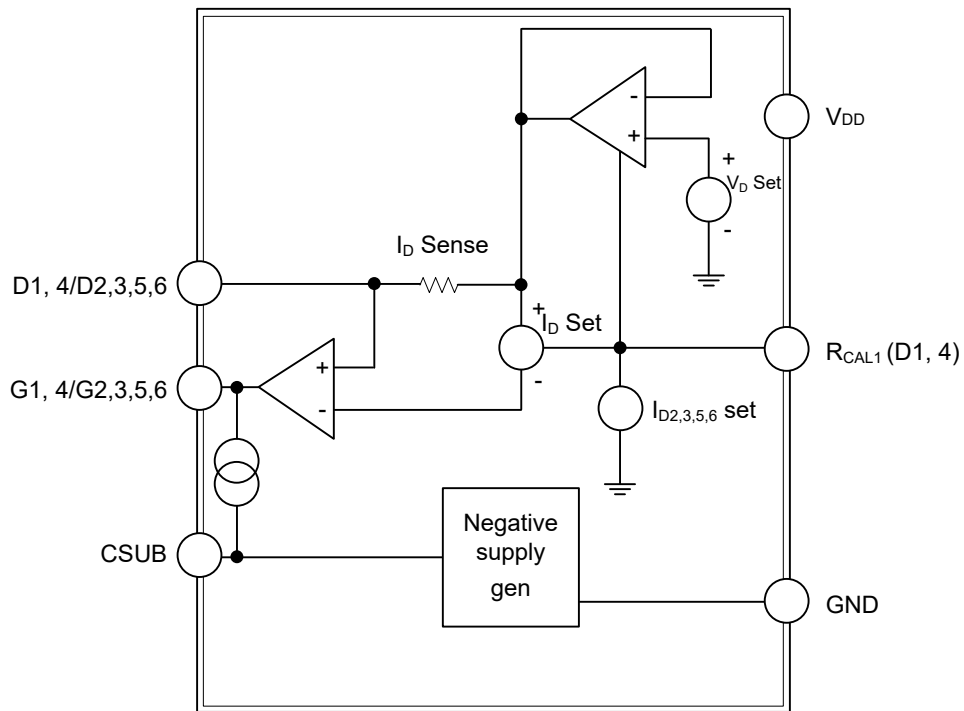 -
+
VDD
+
VD Set
-
ID Sense
D1, 4/D2,3,5,6
+
ID Set
RCAL1 (D1, 4)
G1, 4/G2,3,5,6
+
-
-
ID2,3,5,6 set
Negative
supply
gen
CSUB
GND